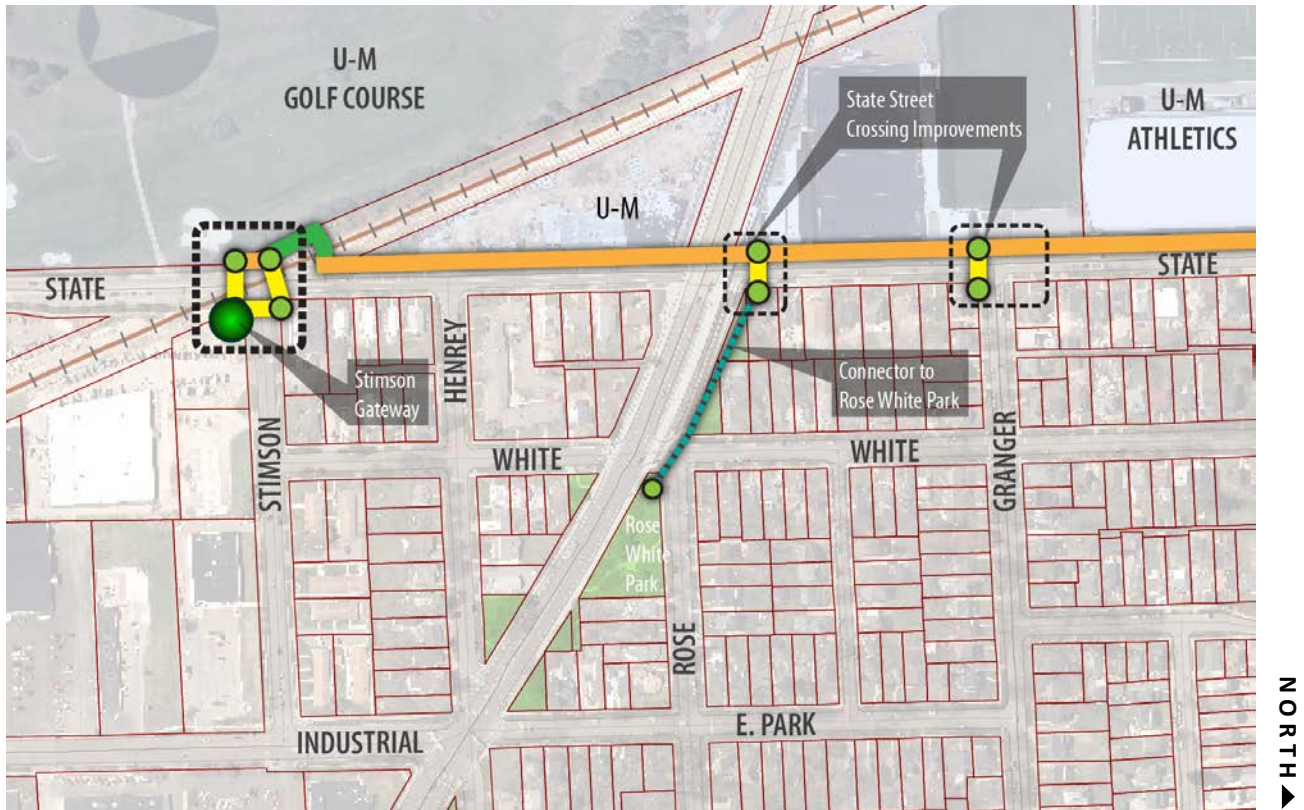 U-M
GOLF COURSE
State Street
Crossing Improvements
U-M
ATHLETICS
U-M
STATE
STATE
HENREY
Stimson
Gateway
Connector to
Rose White Park
STIMSON
WHITE
WHITE
GRANGER
Rose
White
Park
ROSE
INDUSTRIAL
E. PARK
NORTH